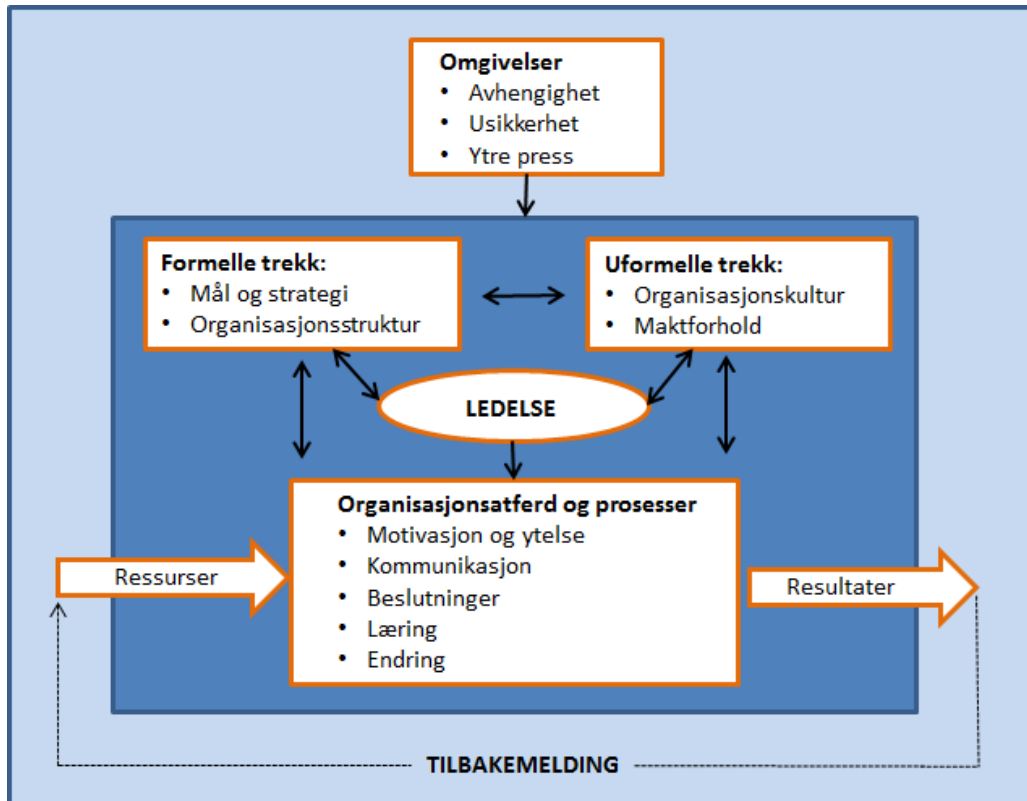 Omgivelser
• Avhengighet
• Usikkerhet
• Ytre press
Formelle trekk:
• Mål og strategi
• Organisasjonsstruktur
Uformelle trekk:
• Organisasjonskultur
• Maktforhold
LEDELSE
Organisasjonsatferd og prosesser
• Motivasjon og ytelse
• Kommunikasjon
• Beslutninger
• Læring
• Endring
Ressurser
Resultater
TILBAKEMELDING